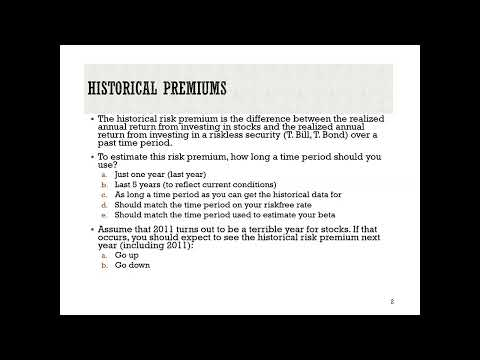 HISTORICAL PREMIUMS
• The historical risk premium is the difference between the realized
annual return from investing in stocks and the realized annual
return from investing in a riskless security (T. Bill, T. Bond) over a
past time period.
• To estimate this risk premium, how long a time period should you
use?
a. Just one year (last year)
b. Last 5 years (to reflect current conditions)
c. As long a time period as you can get the historical data for
d. Should match the time period on your riskfree rate
e. Should match the time period used to estimate your beta
• Assume that 2011 turns out to be a terrible year for stocks. If that
occurs, you should expect to see the historical risk premium next
year (including 2011):
a. Go up
b. Go down